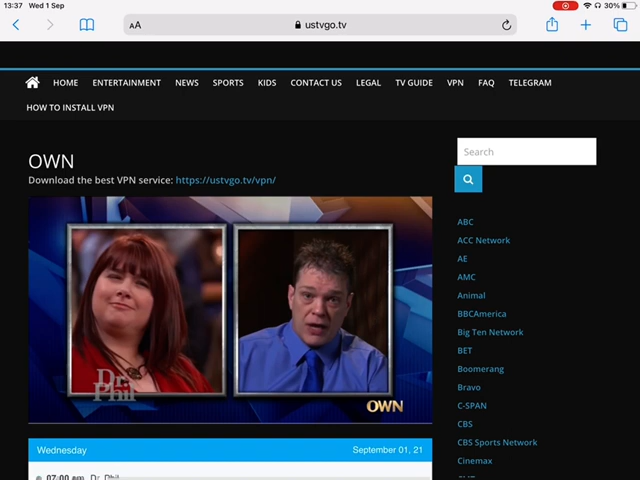 13:37 Wed 1 Sep
30%
AA
ustvgo.tv
HOME ENTERTAINMENT NEWS SPORTS KIDS CONTACT US LEGAL TV GUIDE VPN FAQ TELEGRAM
HOW TO INSTALL VPN
OWN
Download the best VPN service: https://ustvgo.tv/vpn/
Dr. Phil
OWN
Wednesday September 01, 21
07:00 am Dr. Phil
Search
ABC
ACC Network
AE
AMC
Animal
BBCAmerica
Big Ten Network
BET
Boomerang
Bravo
C-SPAN
CBS
CBS Sports Network
Cinemax